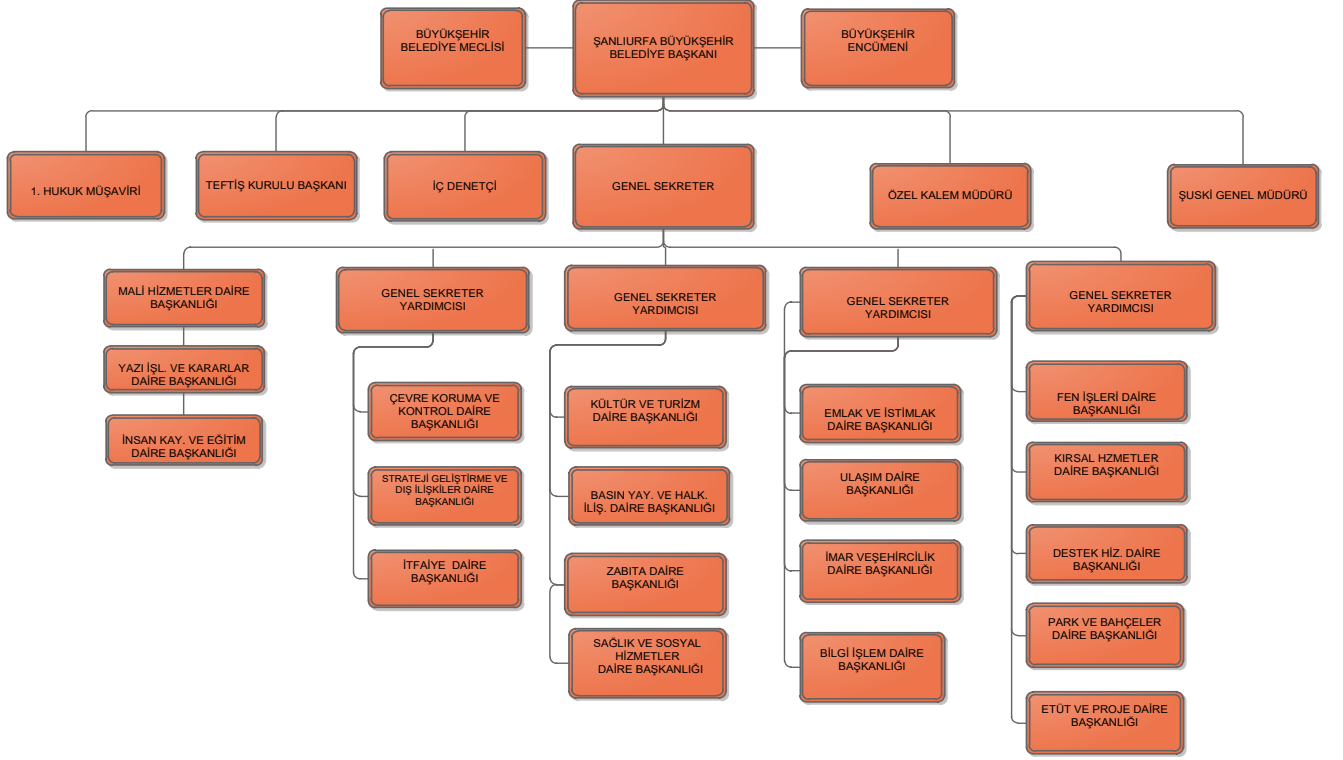 BÜYÜKŞEHİR
BELEDİYE MECLİSİ
ŞANLIURFA BÜYÜKŞEHİR
BELEDİYE BAŞKANI
BÜYÜKŞEHİR
ENCÜMENİ
1. HUKUK MÜŞAVİRİ
TEFTİŞ KURULU BAŞKANI
İÇ DENETÇİ
GENEL SEKRETER
ÖZEL KALEM MÜDÜRÜ
ŞUSKİ GENEL MÜDÜRÜ
MALİ HİZMETLER DAİRE
BAŞKANLIĞI
YAZI İŞL. VE KARARLAR
DAİRE BAŞKANLIĞI
İNSAN KAY. VE EĞİTİM
DAİRE BAŞKANLIĞI
GENEL SEKRETER
YARDIMCISI
ÇEVRE KORUMA VE
KONTROL DAİRE
BAŞKANLIĞI
STRATEJİ GELİŞTİRME VE
DIŞ İLİŞKİLER DAİRE
BAŞKANLIĞI
İTFAİYE DAİRE
BAŞKANLIĞI
GENEL SEKRETER
YARDIMCISI
KÜLTÜR VE TURİZM
DAİRE BAŞKANLIĞI
BASIN YAY. VE HALK.
İLİŞ. DAİRE BAŞKANLIĞI
ZABITA DAİRE
BAŞKANLIĞI
SAĞLIK VE SOSYAL
HİZMETLER
DAİRE BAŞKANLIĞI
GENEL SEKRETER
YARDIMCISI
EMLAK VE İSTİMLAK
DAİRE BAŞKANLIĞI
ULAŞIM DAİRE
BAŞKANLIĞI
İMAR VEŞEHİRCİLİK
DAİRE BAŞKANLIĞI
BİLGİ İŞLEM DAİRE
BAŞKANLIĞI
GENEL SEKRETER
YARDIMCISI
FEN İŞLERİ DAİRE
BAŞKANLIĞI
KIRSAL HZMETLER
DAİRE BAŞKANLIĞI
DESTEK HİZ. DAİRE
BAŞKANLIĞI
PARK VE BAHÇELER
DAİRE BAŞKANLIĞI
ETÜT VE PROJE DAİRE
BAŞKANLIĞI